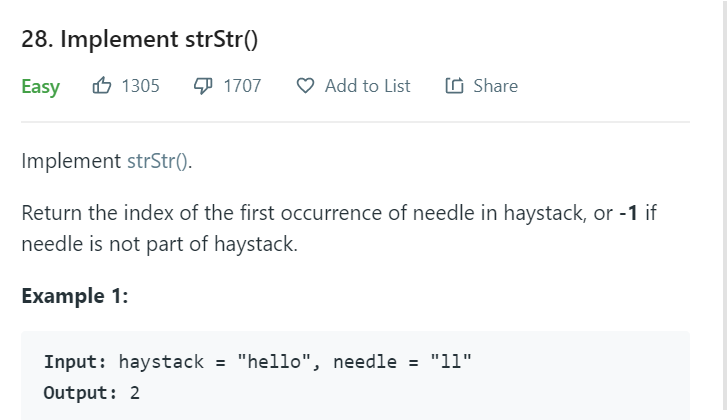 28. Implement strStr()
Easy 1305 1707 Add to List Share
Implement strStr().
Return the index of the first occurrence of needle in haystack, or -1 if
needle is not part of haystack.
Example 1:
Input: haystack = "hello", needle = "ll"
Output: 2